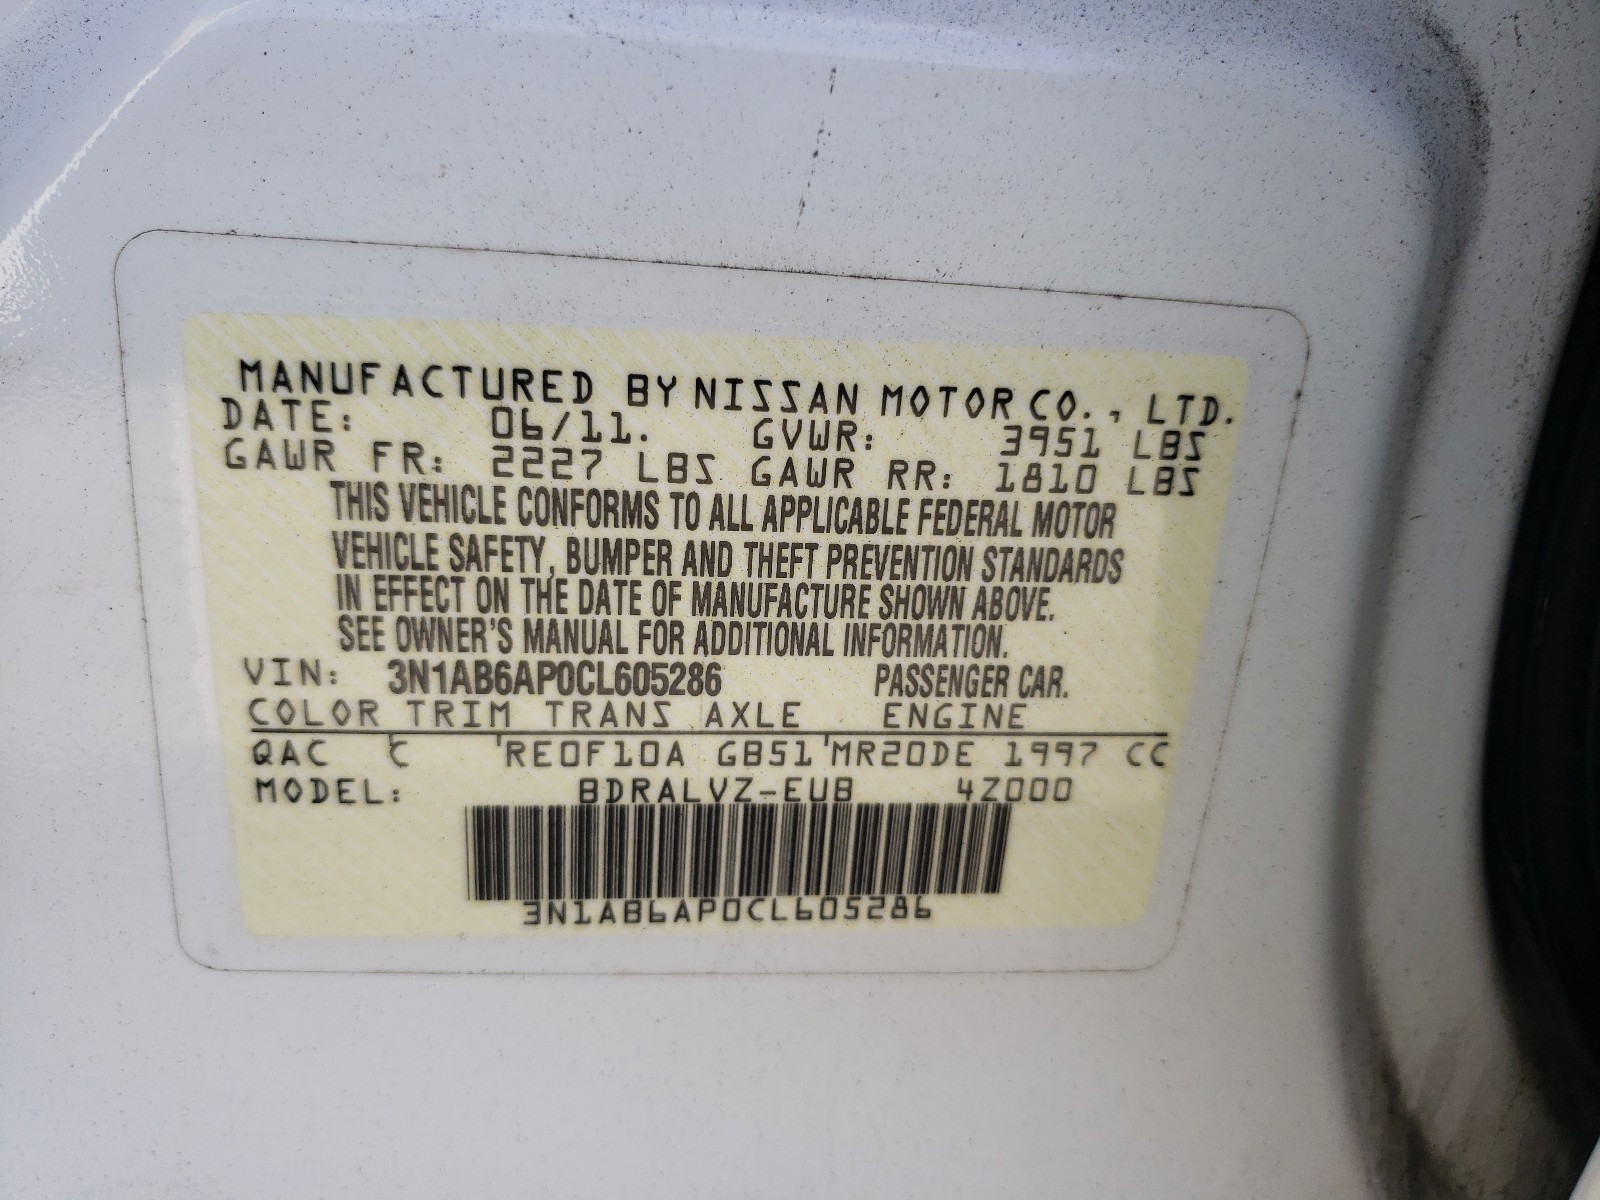 MANUFACTURED BY NISSAN MOTOR CO., LTD.
DATE: 06/11. GVWR: 3951 LBS
GAWR FR: 2227 LBS GAWR RR: 1810 LBS
THIS VEHICLE CONFORMS TO ALL APPLICABLE FEDERAL MOTOR
VEHICLE SAFETY, BUMPER AND THEFT PREVENTION STANDARDS
IN EFFECT ON THE DATE OF MANUFACTURE SHOWN ABOVE.
SEE OWNER'S MANUAL FOR ADDITIONAL INFORMATION.
VIN: 3N1AB6AP0CL605286 PASSENGER CAR.
COLOR TRIM TRANS AXLE ENGINE
QAC C RE0F10A GB51 MR20DE 1997 CC
MODEL: BDRALVZ-EUB 4Z000
3N1AB6AP0CL605286